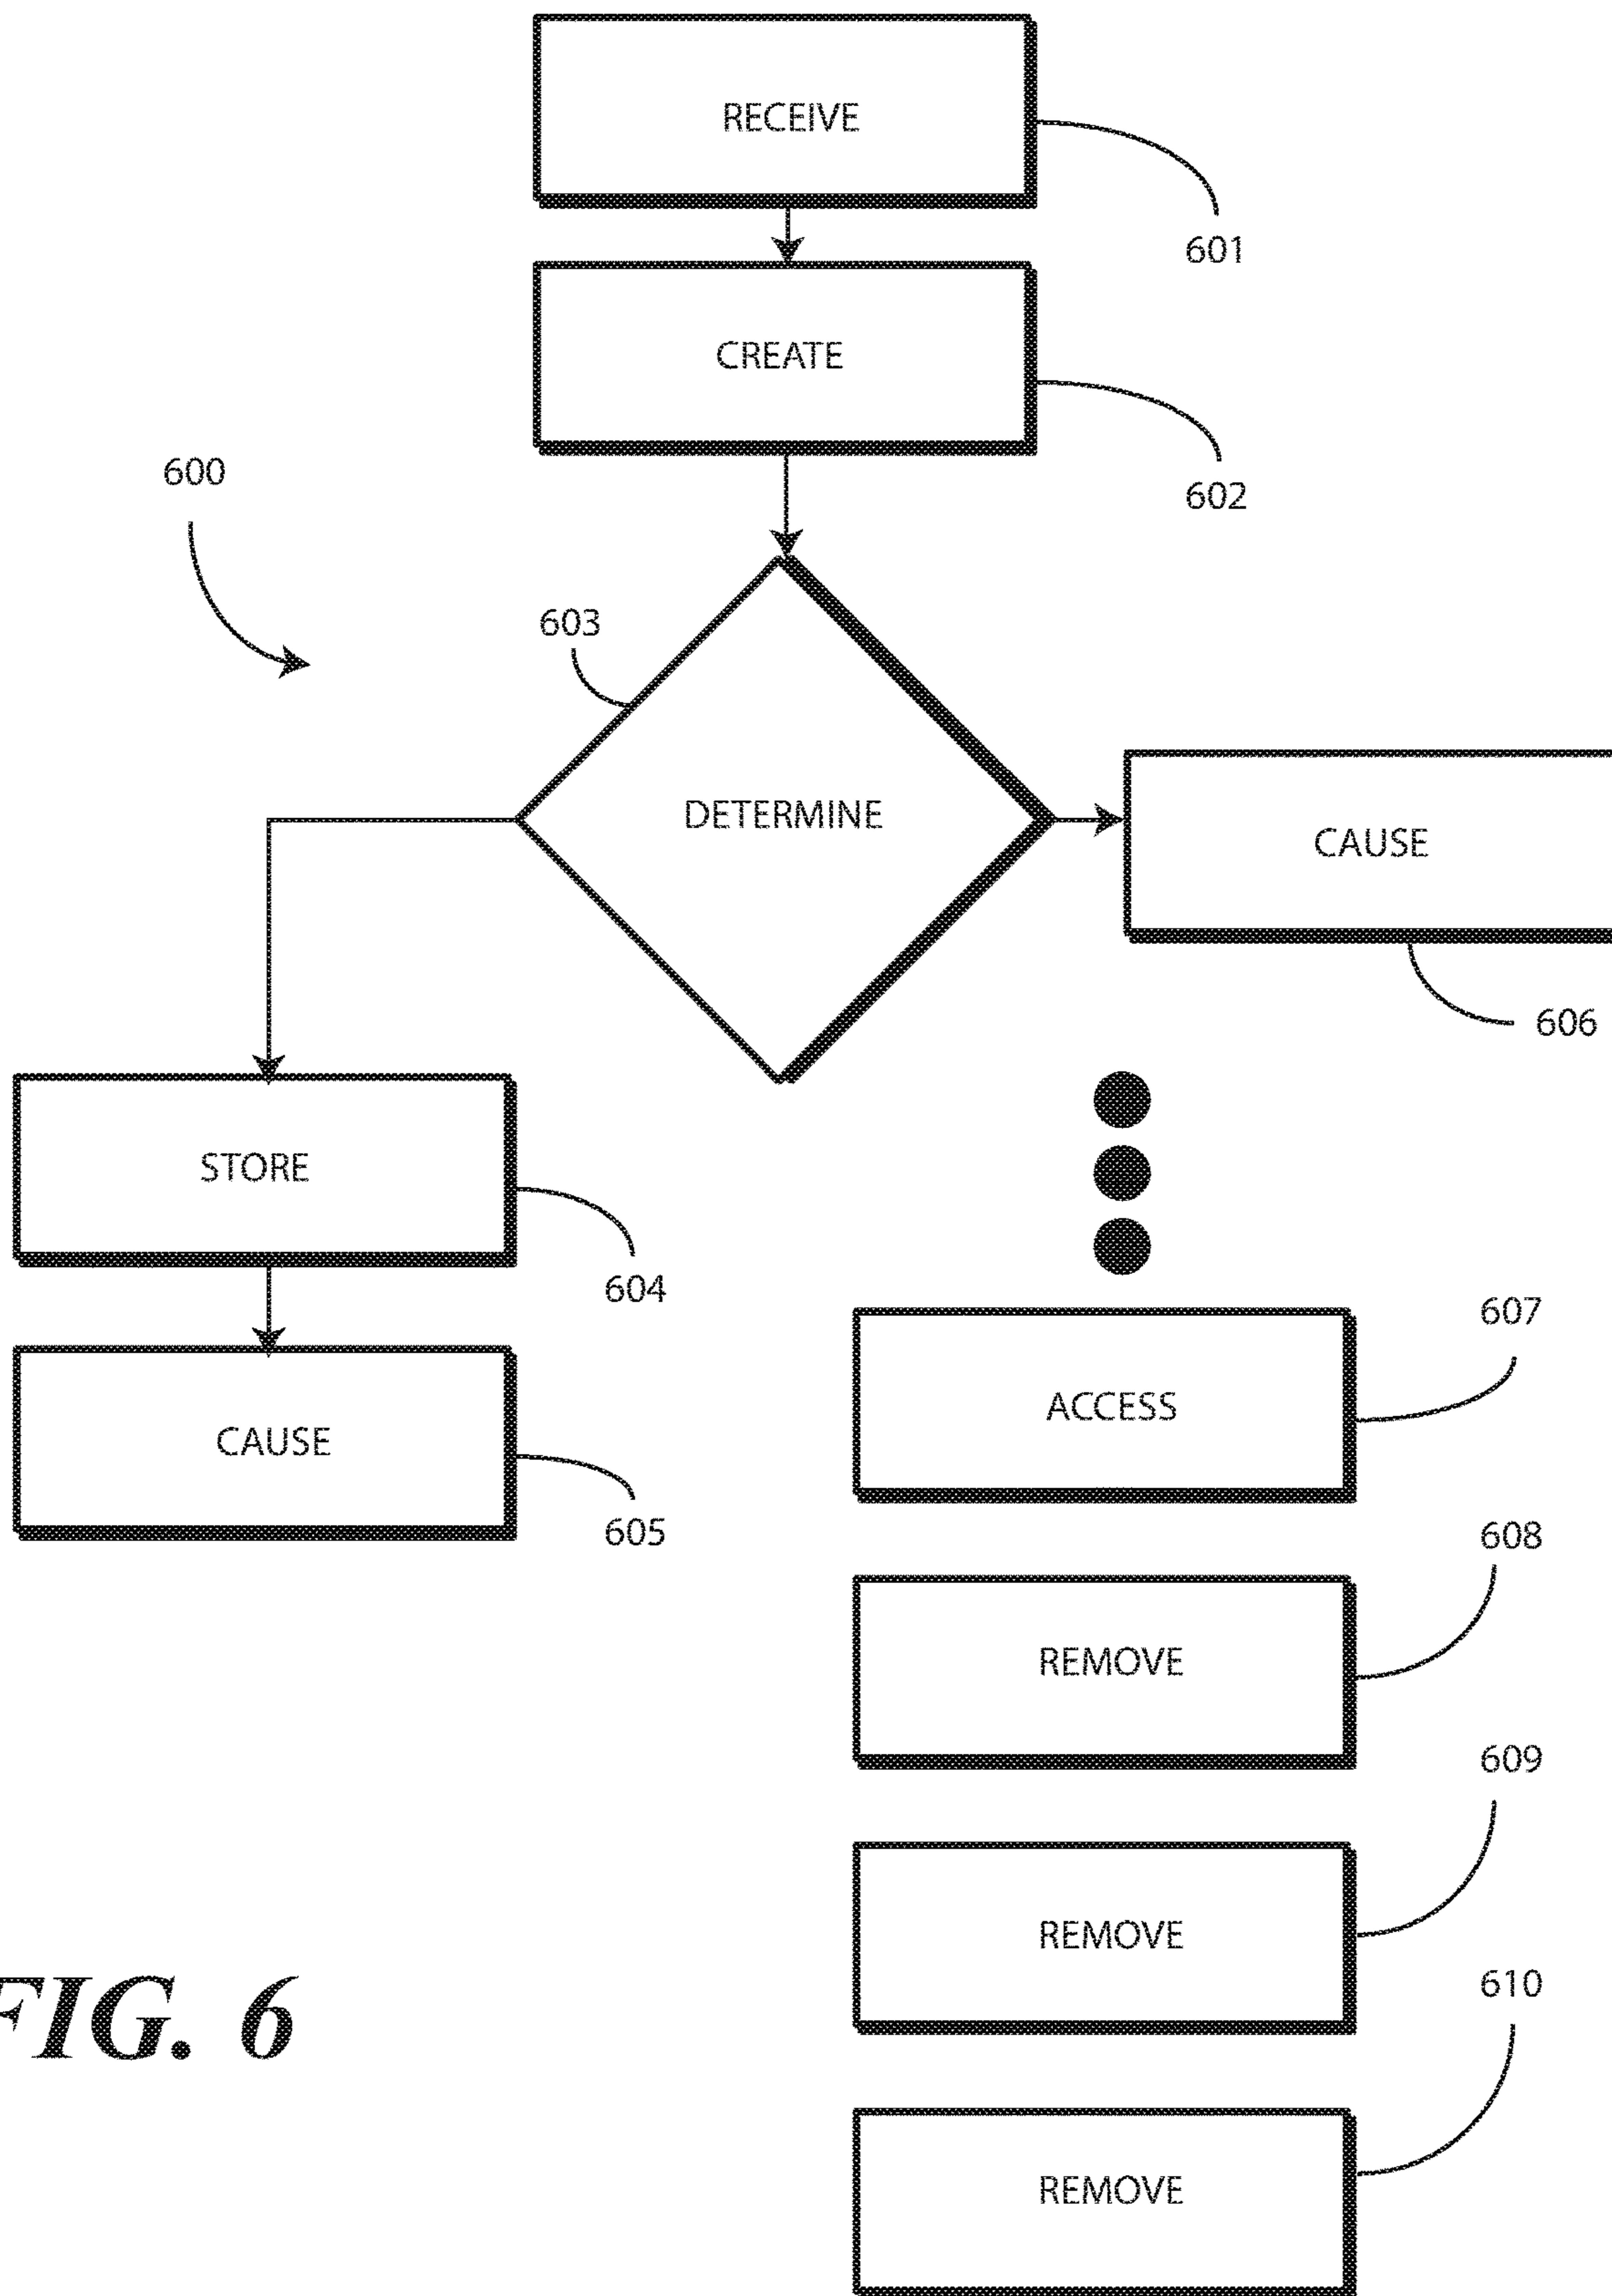 RECEIVE
601
CREATE
602
600
603
DETERMINE
CAUSE
606
STORE
604
CAUSE
605
607
ACCESS
608
REMOVE
609
REMOVE
610
REMOVE
FIG. 6